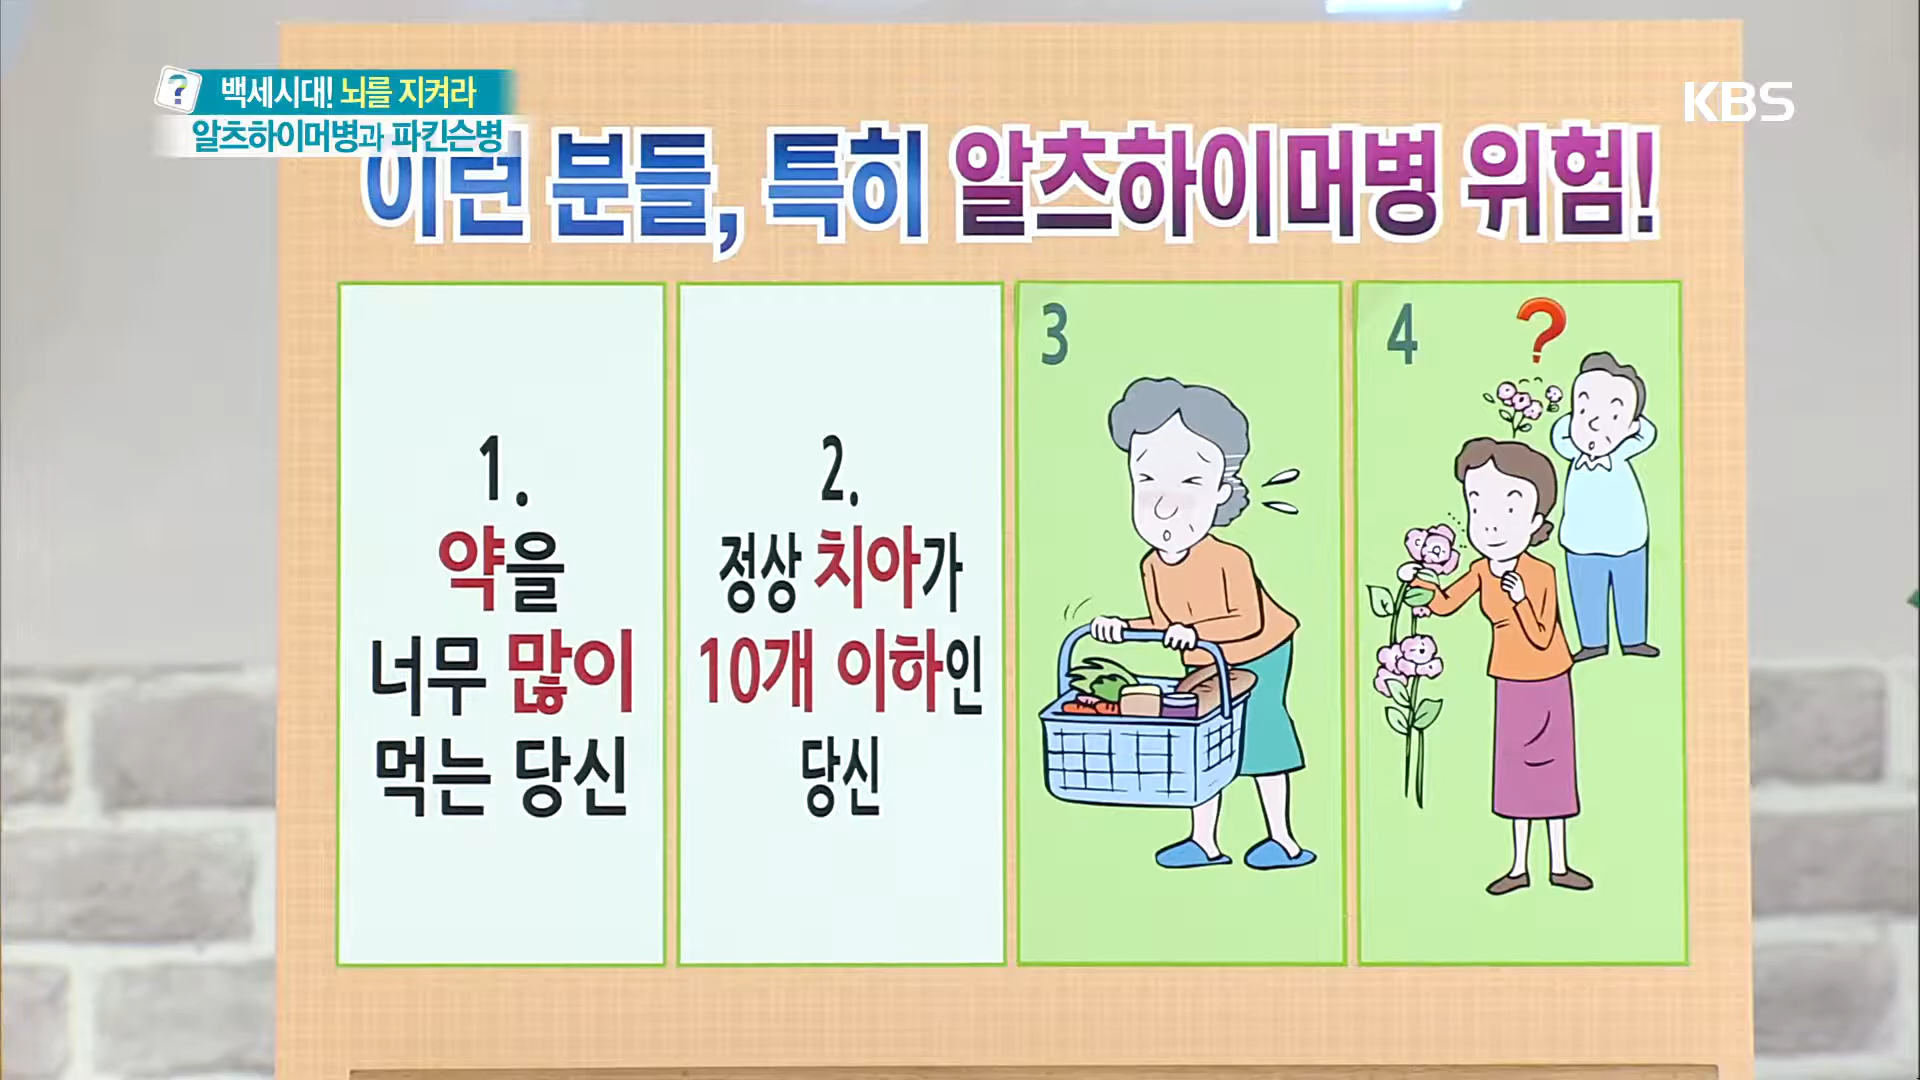 ? 백세시대! 뇌를 지켜라
알츠하이머병과 파킨슨병
KBS
이런 분들, 특히 알츠하이머병 위험!
1.
약을
너무 많이
먹는 당신
2.
정상 치아가
10개 이하인
당신
3
4
?